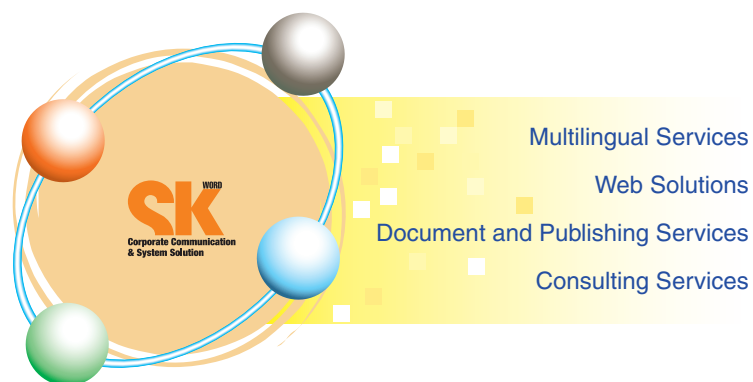 SK WORD
Corporate Communication
& System Solution
Multilingual Services
Web Solutions
Document and Publishing Services
Consulting Services